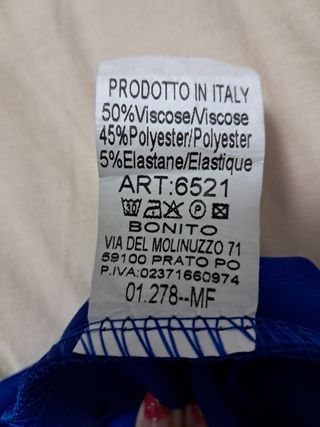 PRODOTTO IN ITALY
50%Viscose/Viscose
45%Polyester/Polyester
5%Elastane/Elastique
ART:6521
30
BONITO
VIA DEL MOLINUZZO 71
59100 PRATO PO
P.IVA:02371660974
01.278--MF